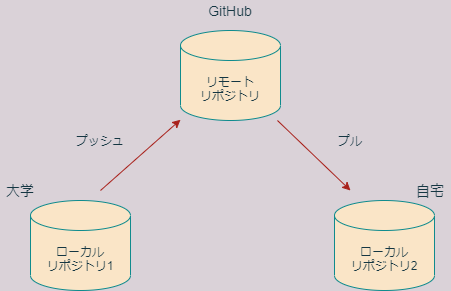 GitHub
リモート
リポジトリ
プッシュ
プル
大学
自宅
ローカル
リポジトリ1
ローカル
リポジトリ2